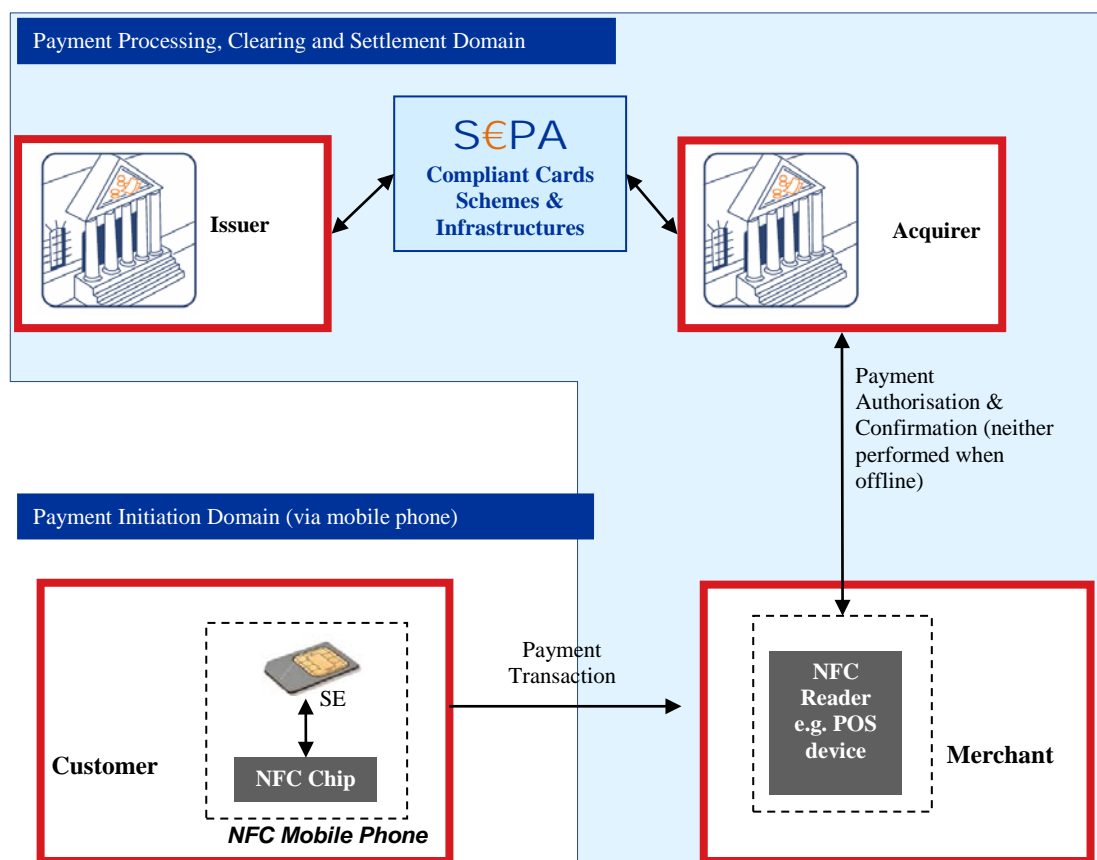 Payment Processing, Clearing and Settlement Domain
S€PA
Compliant Cards
Schemes &
Infrastructures
Issuer
Acquirer
Payment
Authorisation &
Confirmation (neither
performed when
offline)
Payment Initiation Domain (via mobile phone)
SE
NFC Chip
Customer
NFC Mobile Phone
Payment
Transaction
NFC
Reader
e.g. POS
device
Merchant